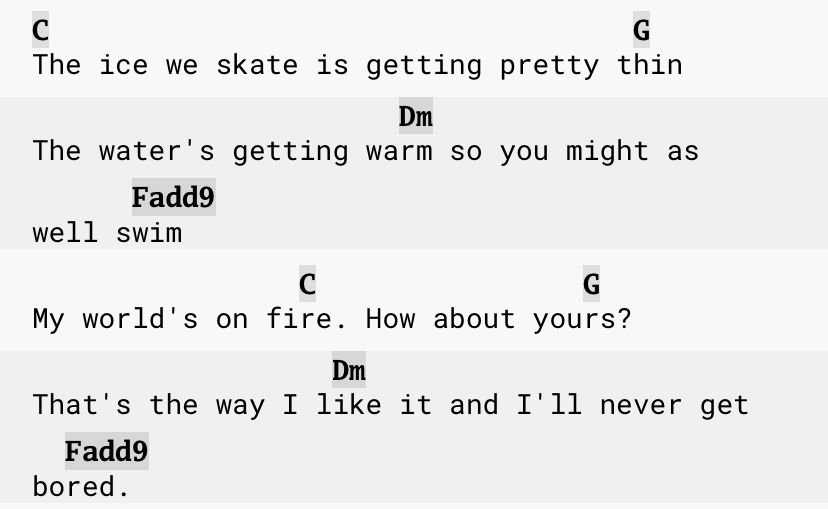 C G
The ice we skate is getting pretty thin
Dm
The water's getting warm so you might as
Fadd9
well swim
C G
My world's on fire. How about yours?
Dm
That's the way I like it and I'll never get
Fadd9
bored.